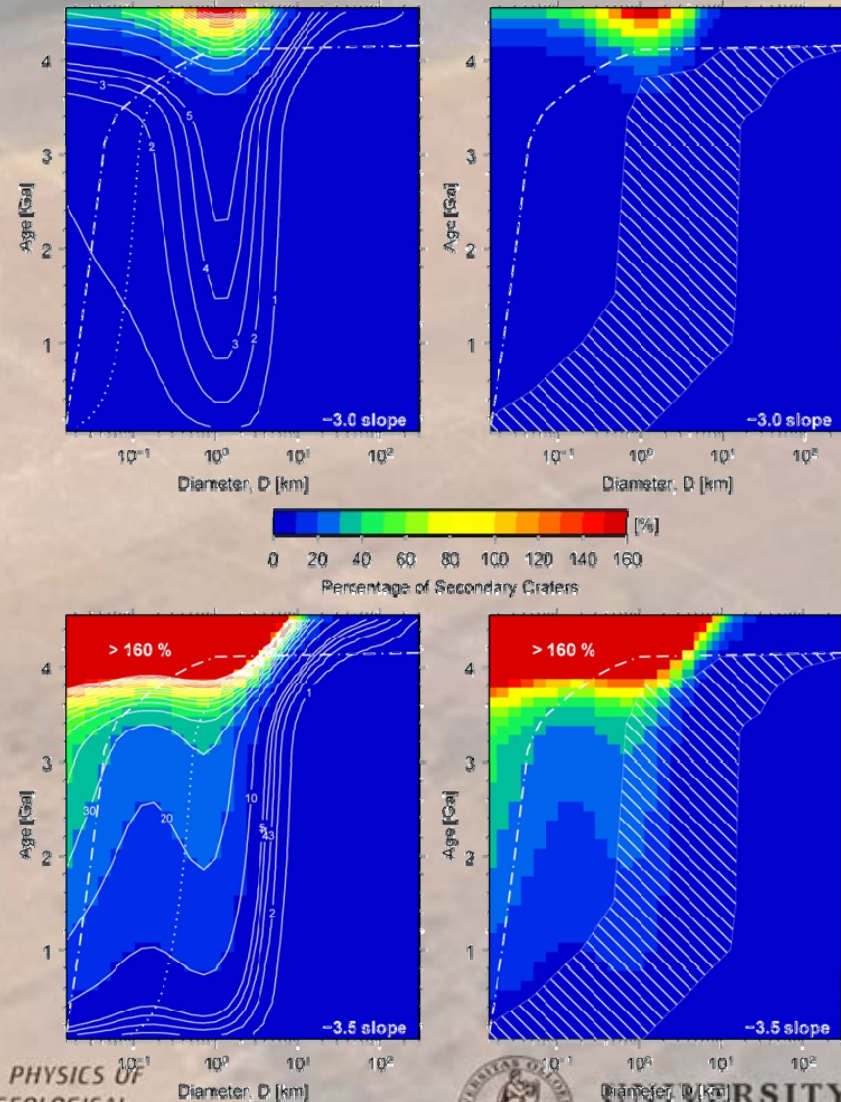 4
3
2
1
Age [Ga]
3
2
5
4
3
2
1
−3.0 slope
10⁻¹ 10⁰ 10¹ 10²
Diameter, D [km]
4
3
2
1
Age [Ga]
−3.0 slope
10⁻¹ 10⁰ 10¹ 10²
Diameter, D [km]
[%]
0 20 40 60 80 100 120 140 160
Percentage of Secondary Craters
4
3
2
1
Age [Ga]
> 160 %
1
30
20
10
2
−3.5 slope
10⁻¹ 10⁰ 10¹ 10²
Diameter, D [km]
4
3
2
1
Age [Ga]
> 160 %
−3.5 slope
10⁻¹ 10⁰ 10¹ 10²
Diameter, D [km]
PHYSICS OF